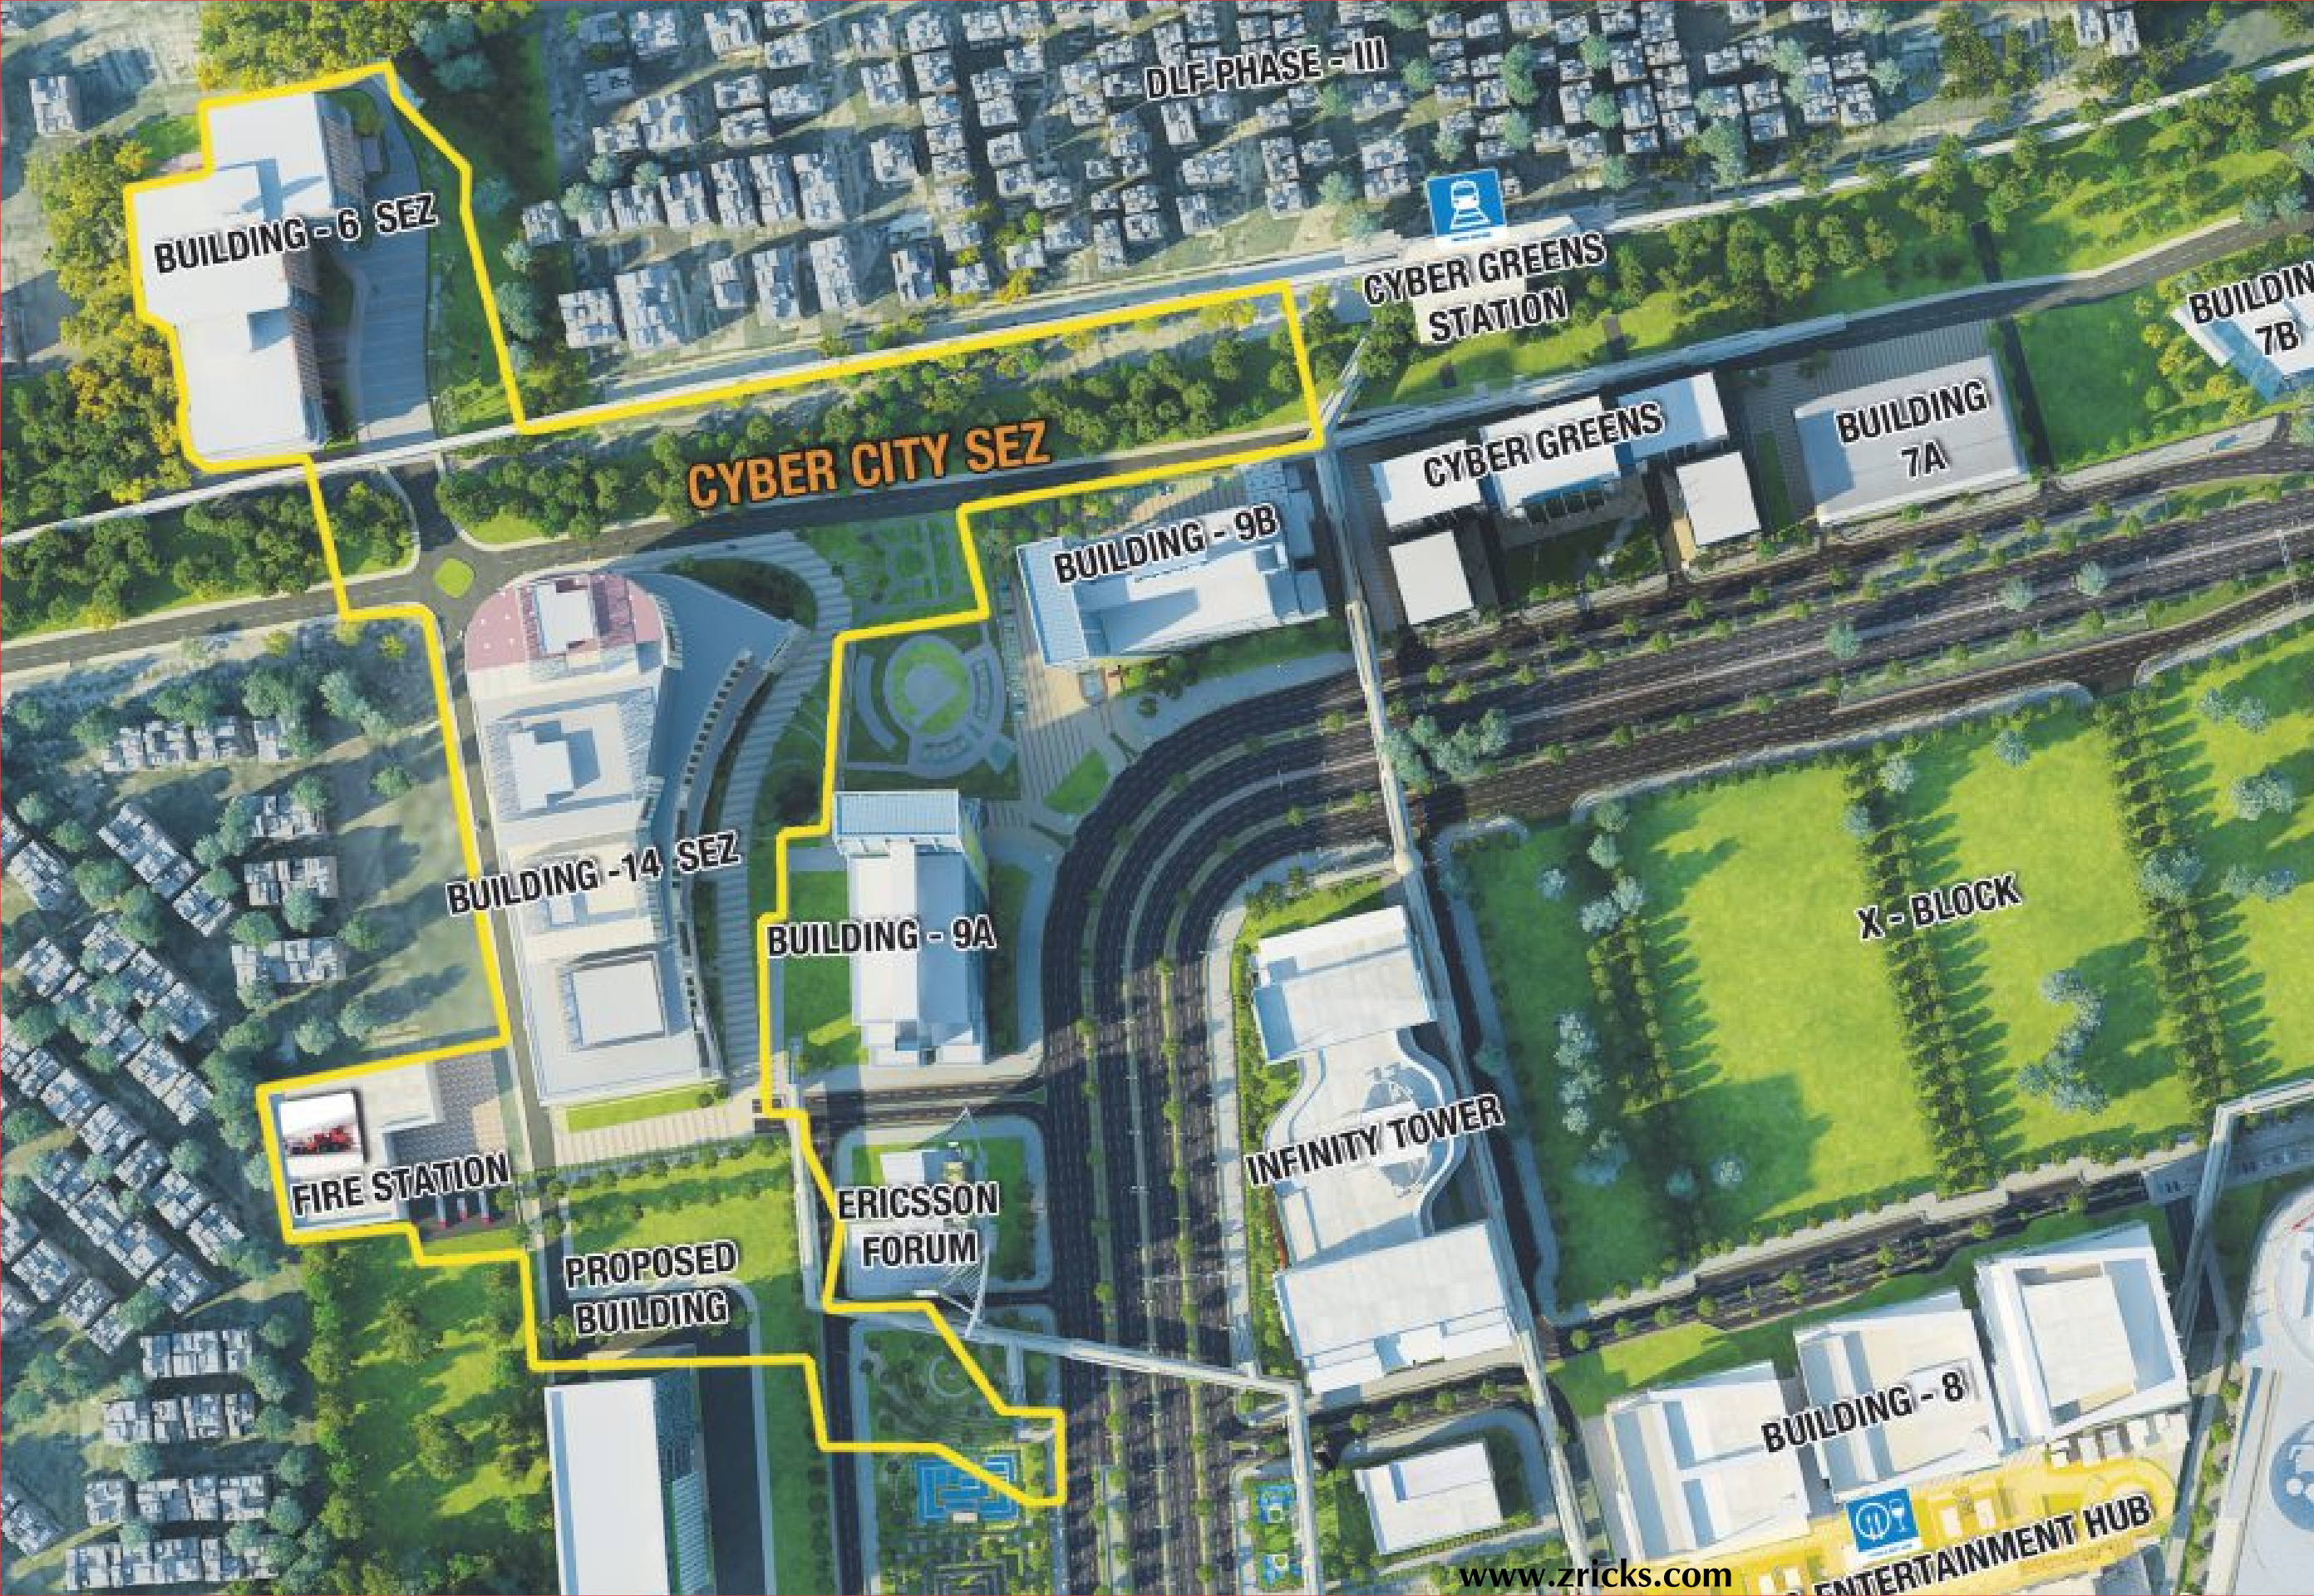 DLF PHASE - III
BUILDING - 6 SEZ
CYBER GREENS
STATION
BUILDIN
7B
CYBER CITY SEZ
CYBER GREENS
BUILDING
7A
BUILDING - 9B
BUILDING -14 SEZ
BUILDING - 9A
X - BLOCK
INFINITY TOWER
FIRE STATION
ERICSSON
FORUM
PROPOSED
BUILDING
BUILDING - 8
ENTERTAINMENT HUB
www.zricks.com